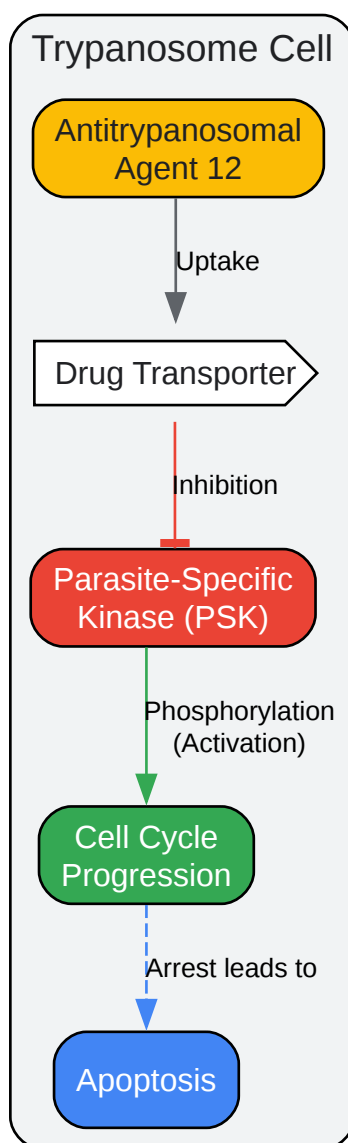 Trypanosome Cell
Antitrypanosomal
Agent 12
Uptake
Drug Transporter
Inhibition
Parasite-Specific
Kinase (PSK)
Phosphorylation
(Activation)
Cell Cycle
Progression
Arrest leads to
Apoptosis